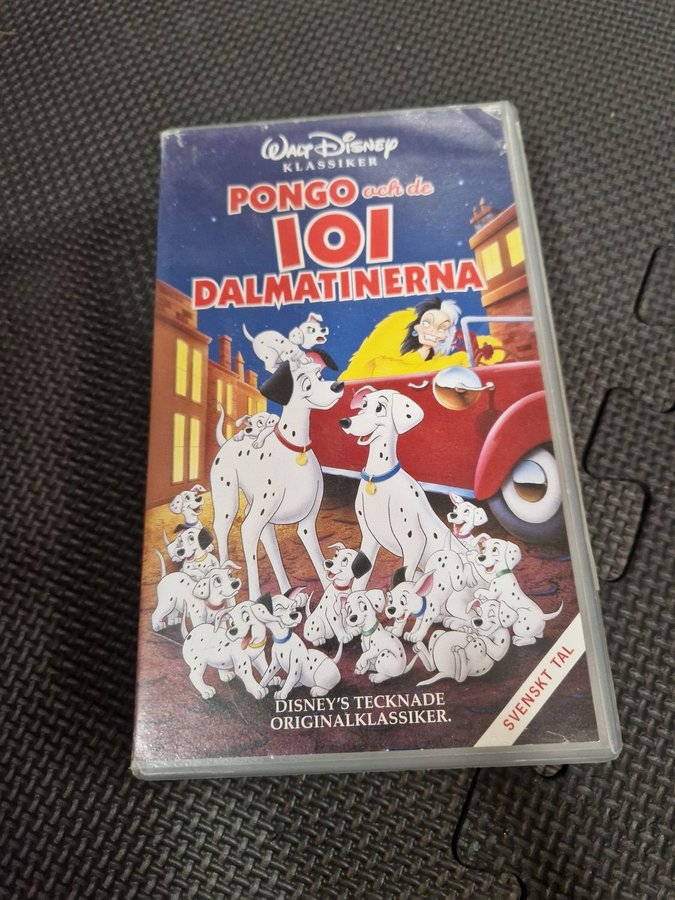 WALT DISNEY
KLASSIKER
PONGO och de
101
DALMATINERNA
DISNEY'S TECKNADE
ORIGINALKLASSIKER.
SVENSKT TAL